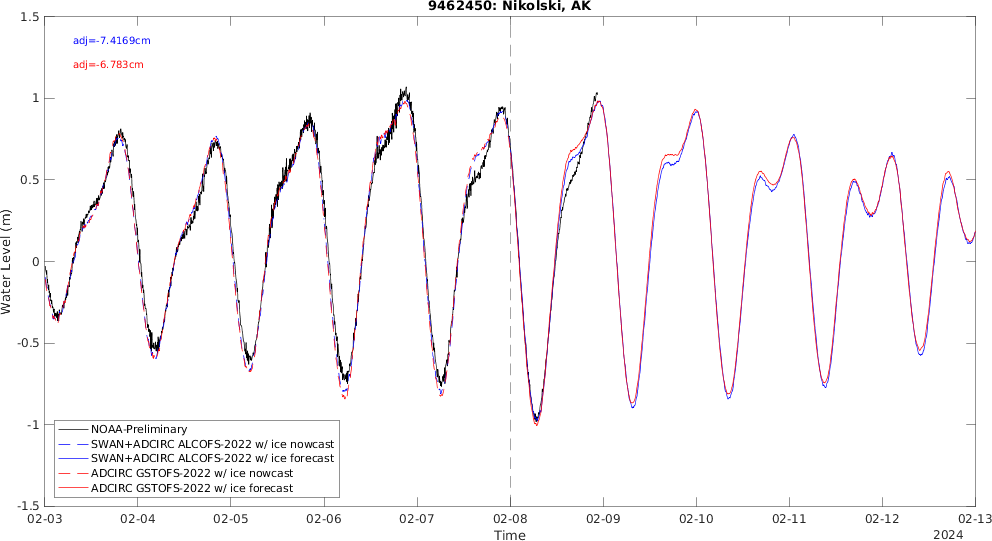 9462450: Nikolski, AK
adj=-7.4169cm
adj=-6.783cm
Water Level (m)
1.5
1
0.5
0
-0.5
-1
-1.5
NOAA-Preliminary
SWAN+ADCIRC ALCOFS-2022 w/ ice nowcast
SWAN+ADCIRC ALCOFS-2022 w/ ice forecast
ADCIRC GSTOFS-2022 w/ ice nowcast
ADCIRC GSTOFS-2022 w/ ice forecast
02-03 02-04 02-05 02-06 02-07 02-08 02-09 02-10 02-11 02-12 02-13
Time
2024